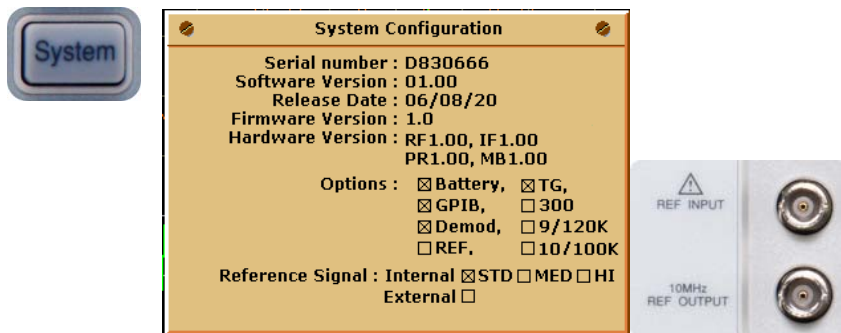 System
System Configuration
Serial number : D830666
Software Version : 01.00
Release Date : 06/08/20
Firmware Version : 1.0
Hardware Version : RF1.00, IF1.00
PR1.00, MB1.00
Options : ☒Battery, ☒TG,
☒GPIB, ☐300
☒Demod, ☐9/120K
☐REF, ☐10/100K
Reference Signal : Internal ☒STD ☐MED ☐HI
External ☐
REF INPUT
10MHz
REF OUTPUT